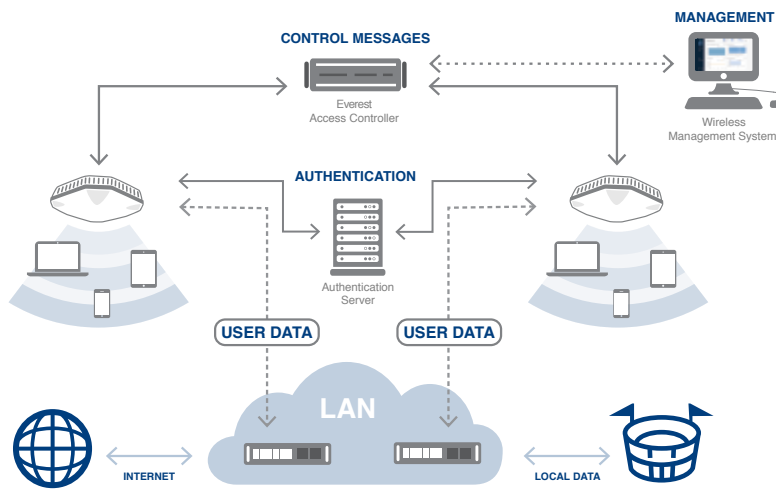 MANAGEMENT
CONTROL MESSAGES
Everest
Access Controller
Wireless
Management System
AUTHENTICATION
Authentication
Server
USER DATA
USER DATA
LAN
INTERNET
LOCAL DATA